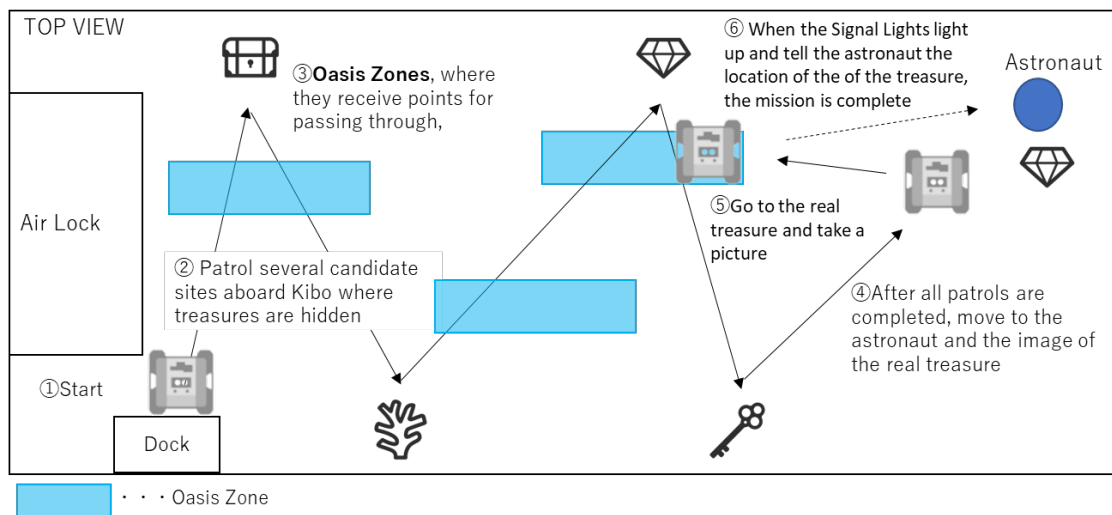 TOP VIEW
③Oasis Zones, where
they receive points for
passing through,
⑥ When the Signal Lights light
up and tell the astronaut the
location of the of the treasure,
the mission is complete
Astronaut
Air Lock
② Patrol several candidate
sites aboard Kibo where
treasures are hidden
⑤Go to the real
treasure and take a
picture
④After all patrols are
completed, move to the
astronaut and the image of
the real treasure
①Start
Dock
・・・Oasis Zone